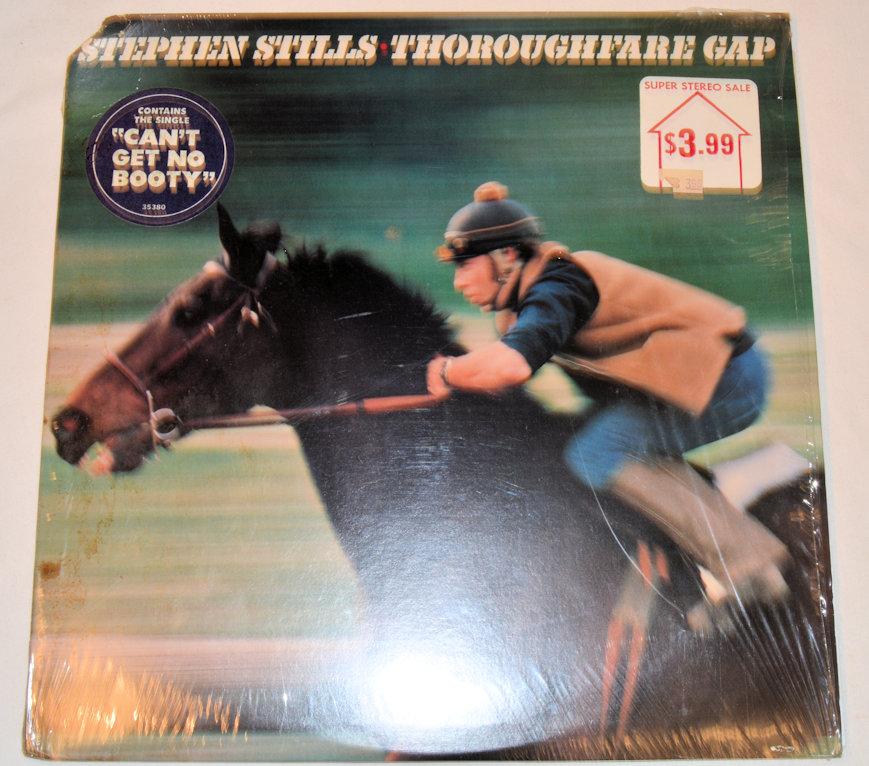 STEPHEN STILLS • THOROUGHFARE GAP
CONTAINS
THE SINGLE
"CAN'T
GET NO
BOOTY"
35380
SUPER STEREO SALE
$3.99